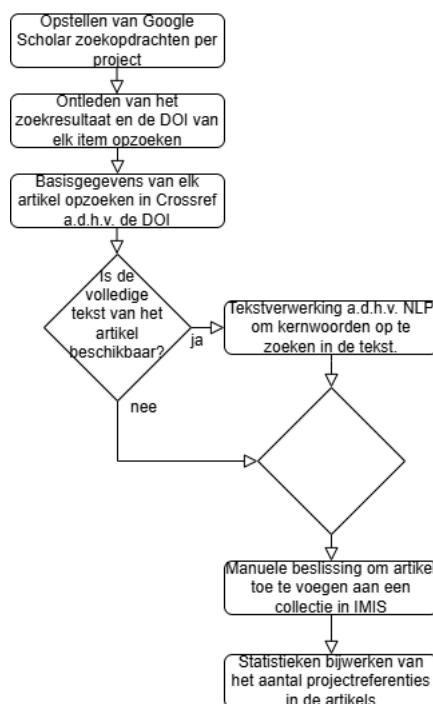 Opstellen van Google
Scholar zoekopdrachten per
project
Ontleden van het
zoekresultaat en de DOI van
elk item opzoeken
Basisgegevens van elk
artikel opzoeken in Crossref
a.d.h.v. de DOI
Is de
volledige
tekst van het
artikel
beschikbaar?
ja
nee
Tekstverwerking a.d.h.v. NLP
om kernwoorden op te
zoeken in de tekst.
Manuele beslissing om artikel
toe te voegen aan een
collectie in IMIS
Statistieken bijwerken van
het aantal projectreferenties
in de artikels